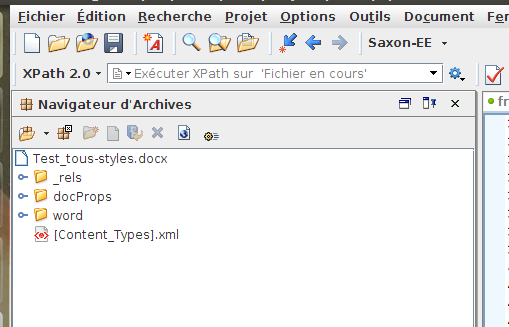 Fichier Édition Recherche Projet Options Outils Document
Saxon-EE
XPath 2.0 Exécuter XPath sur 'Fichier en cours'
Navigateur d'Archives
fr
Test_tous-styles.docx
_rels
docProps
word
[Content_Types].xml